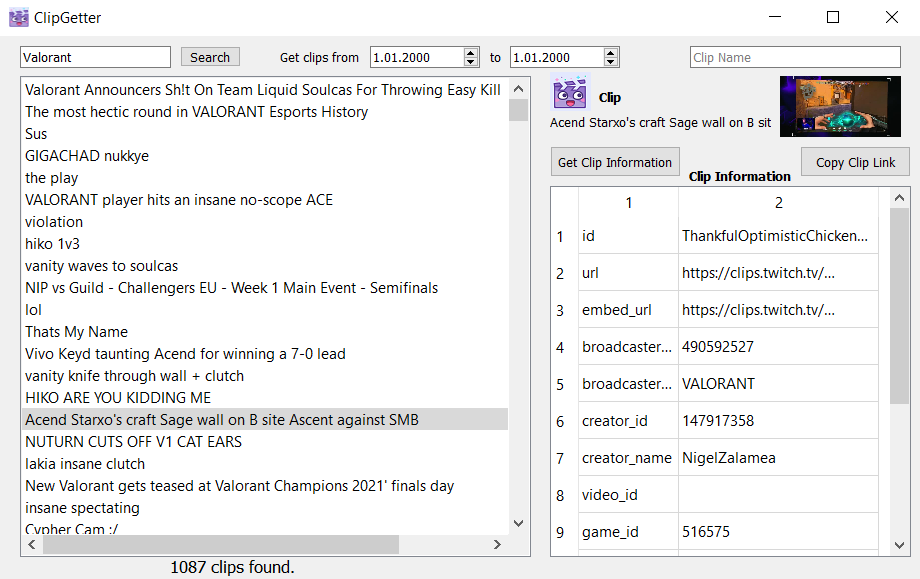 ClipGetter
Valorant Search Get clips from 1.01.2000 to 1.01.2000 Clip Name
Valorant Announcers Sh!t On Team Liquid Soulcas For Throwing Easy Kill
The most hectic round in VALORANT Esports History
Sus
GIGACHAD nukkye
the play
VALORANT player hits an insane no-scope ACE
violation
hiko 1v3
vanity waves to soulcas
NIP vs Guild - Challengers EU - Week 1 Main Event - Semifinals
lol
Thats My Name
Vivo Keyd taunting Acend for winning a 7-0 lead
vanity knife through wall + clutch
HIKO ARE YOU KIDDING ME
Acend Starxo's craft Sage wall on B site Ascent against SMB
NUTURN CUTS OFF V1 CAT EARS
lakia insane clutch
New Valorant gets teased at Valorant Champions 2021' finals day
insane spectating
Cypher Cam :/
1087 clips found.
Clip
Acend Starxo's craft Sage wall on B sit
Get Clip Information
Clip Information
Copy Clip Link
1 2
1 id ThankfulOptimisticChicken...
2 url https://clips.twitch.tv/...
3 embed_url https://clips.twitch.tv/...
4 broadcaster... 490592527
5 broadcaster... VALORANT
6 creator_id 147917358
7 creator_name NigelZalamea
8 video_id
9 game_id 516575